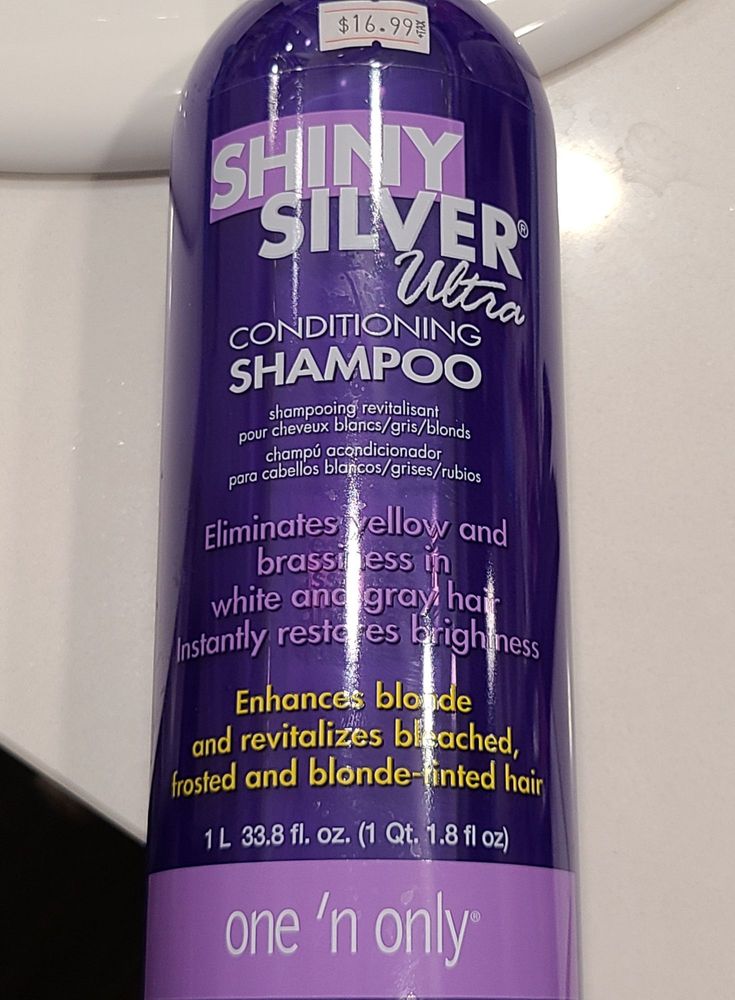 $16.99
+TAX
SHINY
SILVER®
Ultra
CONDITIONING
SHAMPOO
shampooing revitalisant
pour cheveux blancs/gris/blonds
champú acondicionador
para cabellos blancos/grises/rubios
Eliminates yellow and
brassiness in
white and gray hair
Instantly restores brightness
Enhances blonde
and revitalizes bleached,
frosted and blonde-tinted hair
1 L 33.8 fl. oz. (1 Qt. 1.8 fl oz)
one 'n only®